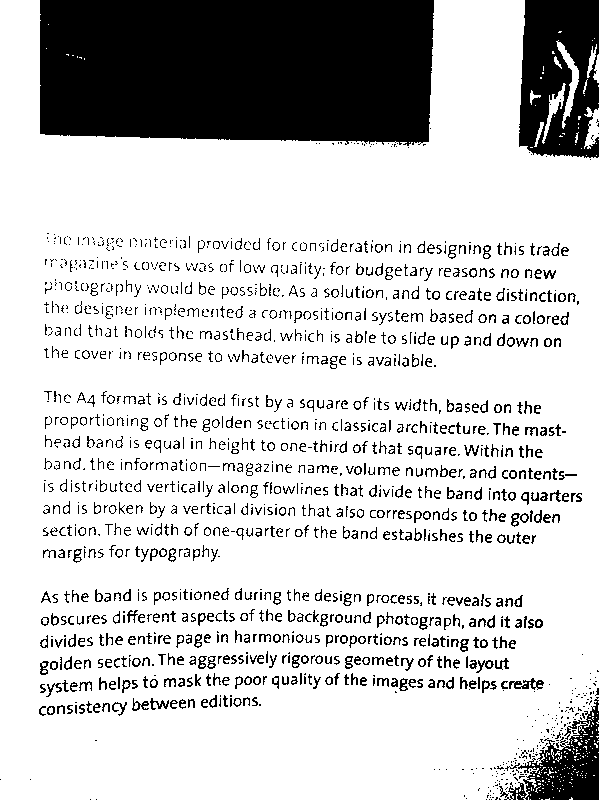 The image material provided for consideration in designing this trade
magazine's covers was of low quality; for budgetary reasons no new
photography would be possible. As a solution, and to create distinction,
the designer implemented a compositional system based on a colored
band that holds the masthead, which is able to slide up and down on
the cover in response to whatever image is available.
The A4 format is divided first by a square of its width, based on the
proportioning of the golden section in classical architecture. The mast-
head band is equal in height to one-third of that square. Within the
band, the information—magazine name, volume number, and contents—
is distributed vertically along flowlines that divide the band into quarters
and is broken by a vertical division that also corresponds to the golden
section. The width of one-quarter of the band establishes the outer
margins for typography.
As the band is positioned during the design process, it reveals and
obscures different aspects of the background photograph, and it also
divides the entire page in harmonious proportions relating to the
golden section. The aggressively rigorous geometry of the layout
system helps to mask the poor quality of the images and helps create
consistency between editions.